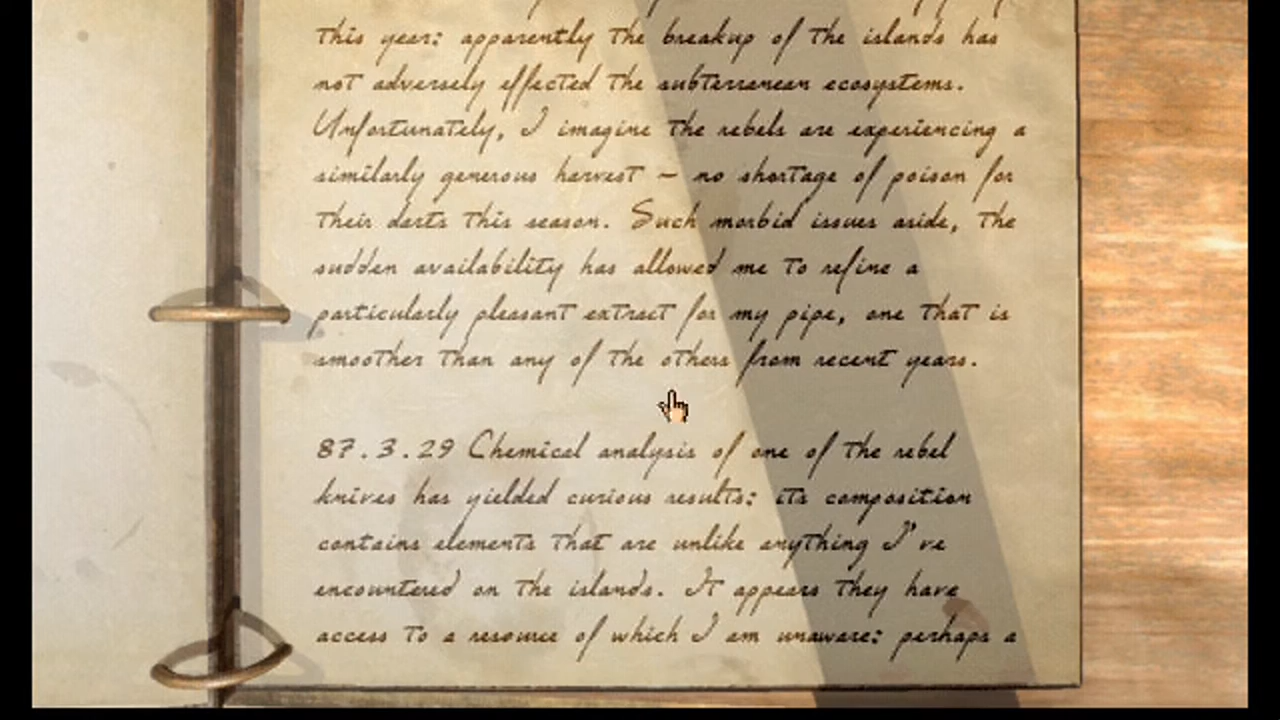 this year: apparently the breakup of the islands has
not adversely effected the subterranean ecosystems.
Unfortunately, I imagine the rebels are experiencing a
similarly generous harvest – no shortage of poison for
their darts this season. Such morbid issues aside, the
sudden availability has allowed me to refine a
particularly pleasant extract for my pipe, one that is
smoother than any of the others from recent years.
87.3.29 Chemical analysis of one of the rebel
knives has yielded curious results: its composition
contains elements that are unlike anything I've
encountered on the islands. It appears they have
access to a resource of which I am unaware: perhaps a